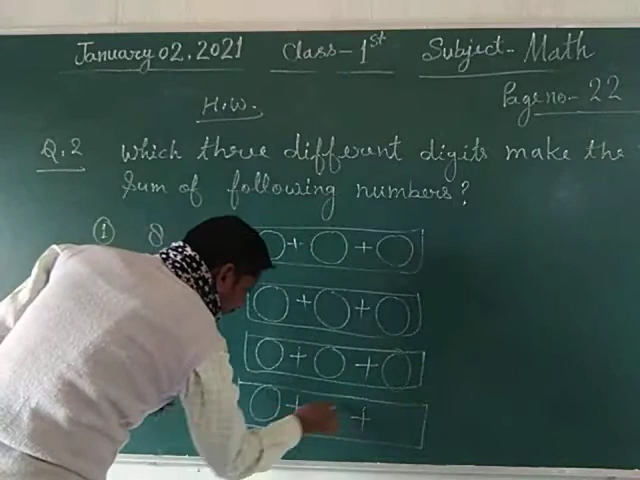 January 02, 2021 Class - 1st Subject - Math
Page no - 22
H.W.
Q.2 Which three different digits make the
Sum of following numbers?
① 8 + +
+ +
+ +
+ +